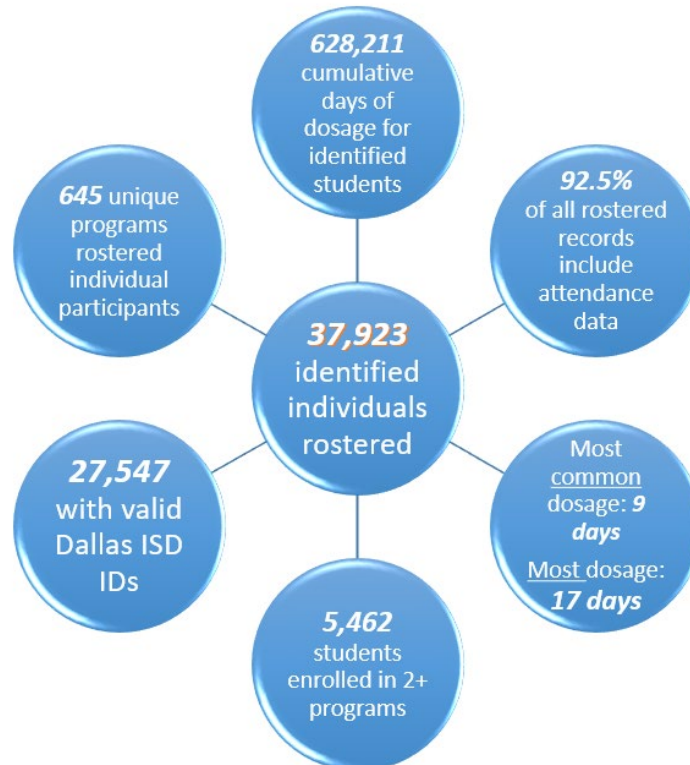 628,211
cumulative
days of
dosage for
identified
students
645 unique
programs
rostered
individual
participants
92.5%
of all rostered
records
include
attendance
data
37,923
identified
individuals
rostered
27,547
with valid
Dallas ISD
IDs
Most
common
dosage: 9
days
Most dosage:
17 days
5,462
students
enrolled in 2+
programs